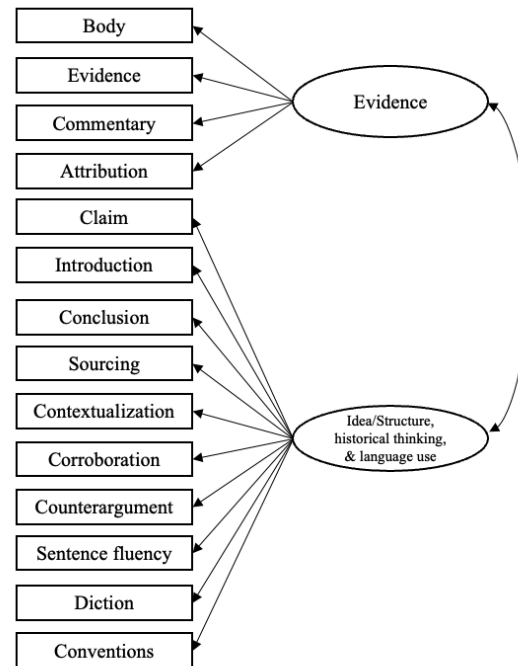 Body
Evidence
Commentary
Attribution
Claim
Introduction
Conclusion
Sourcing
Contextualization
Corroboration
Counterargument
Sentence fluency
Diction
Conventions
Evidence
Idea/Structure,
historical thinking,
& language use